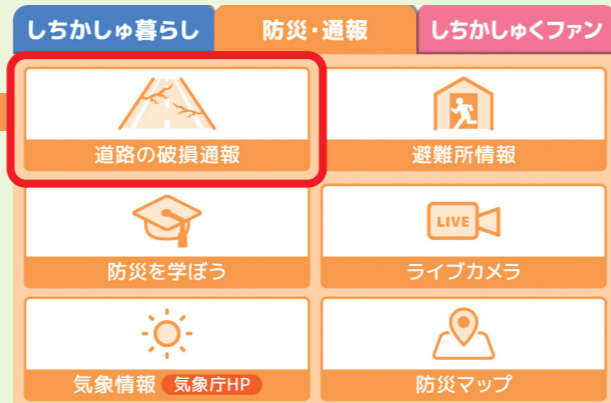 しちかしゅ暮らし
防災・通報
しちかしゅくファン
道路の破損通報
避難所情報
防災を学ぼう
LIVE
ライブカメラ
気象情報 気象庁HP
防災マップ